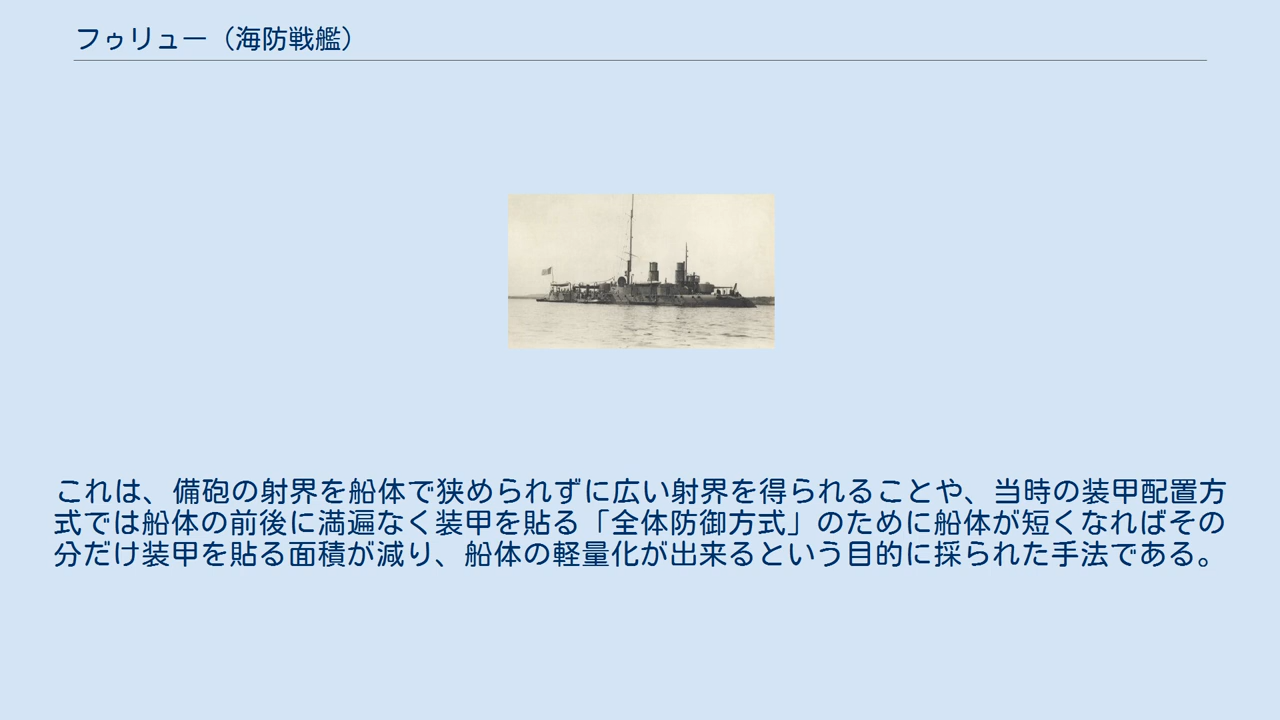 フゥリュー（海防戦艦）
これは、備砲の射界を船体で狭められずに広い射界を得られることや、当時の装甲配置方
式では船体の前後に満遍なく装甲を貼る「全体防御方式」のために船体が短くなればその
分だけ装甲を貼る面積が減り、船体の軽量化が出来るという目的に採られた手法である。